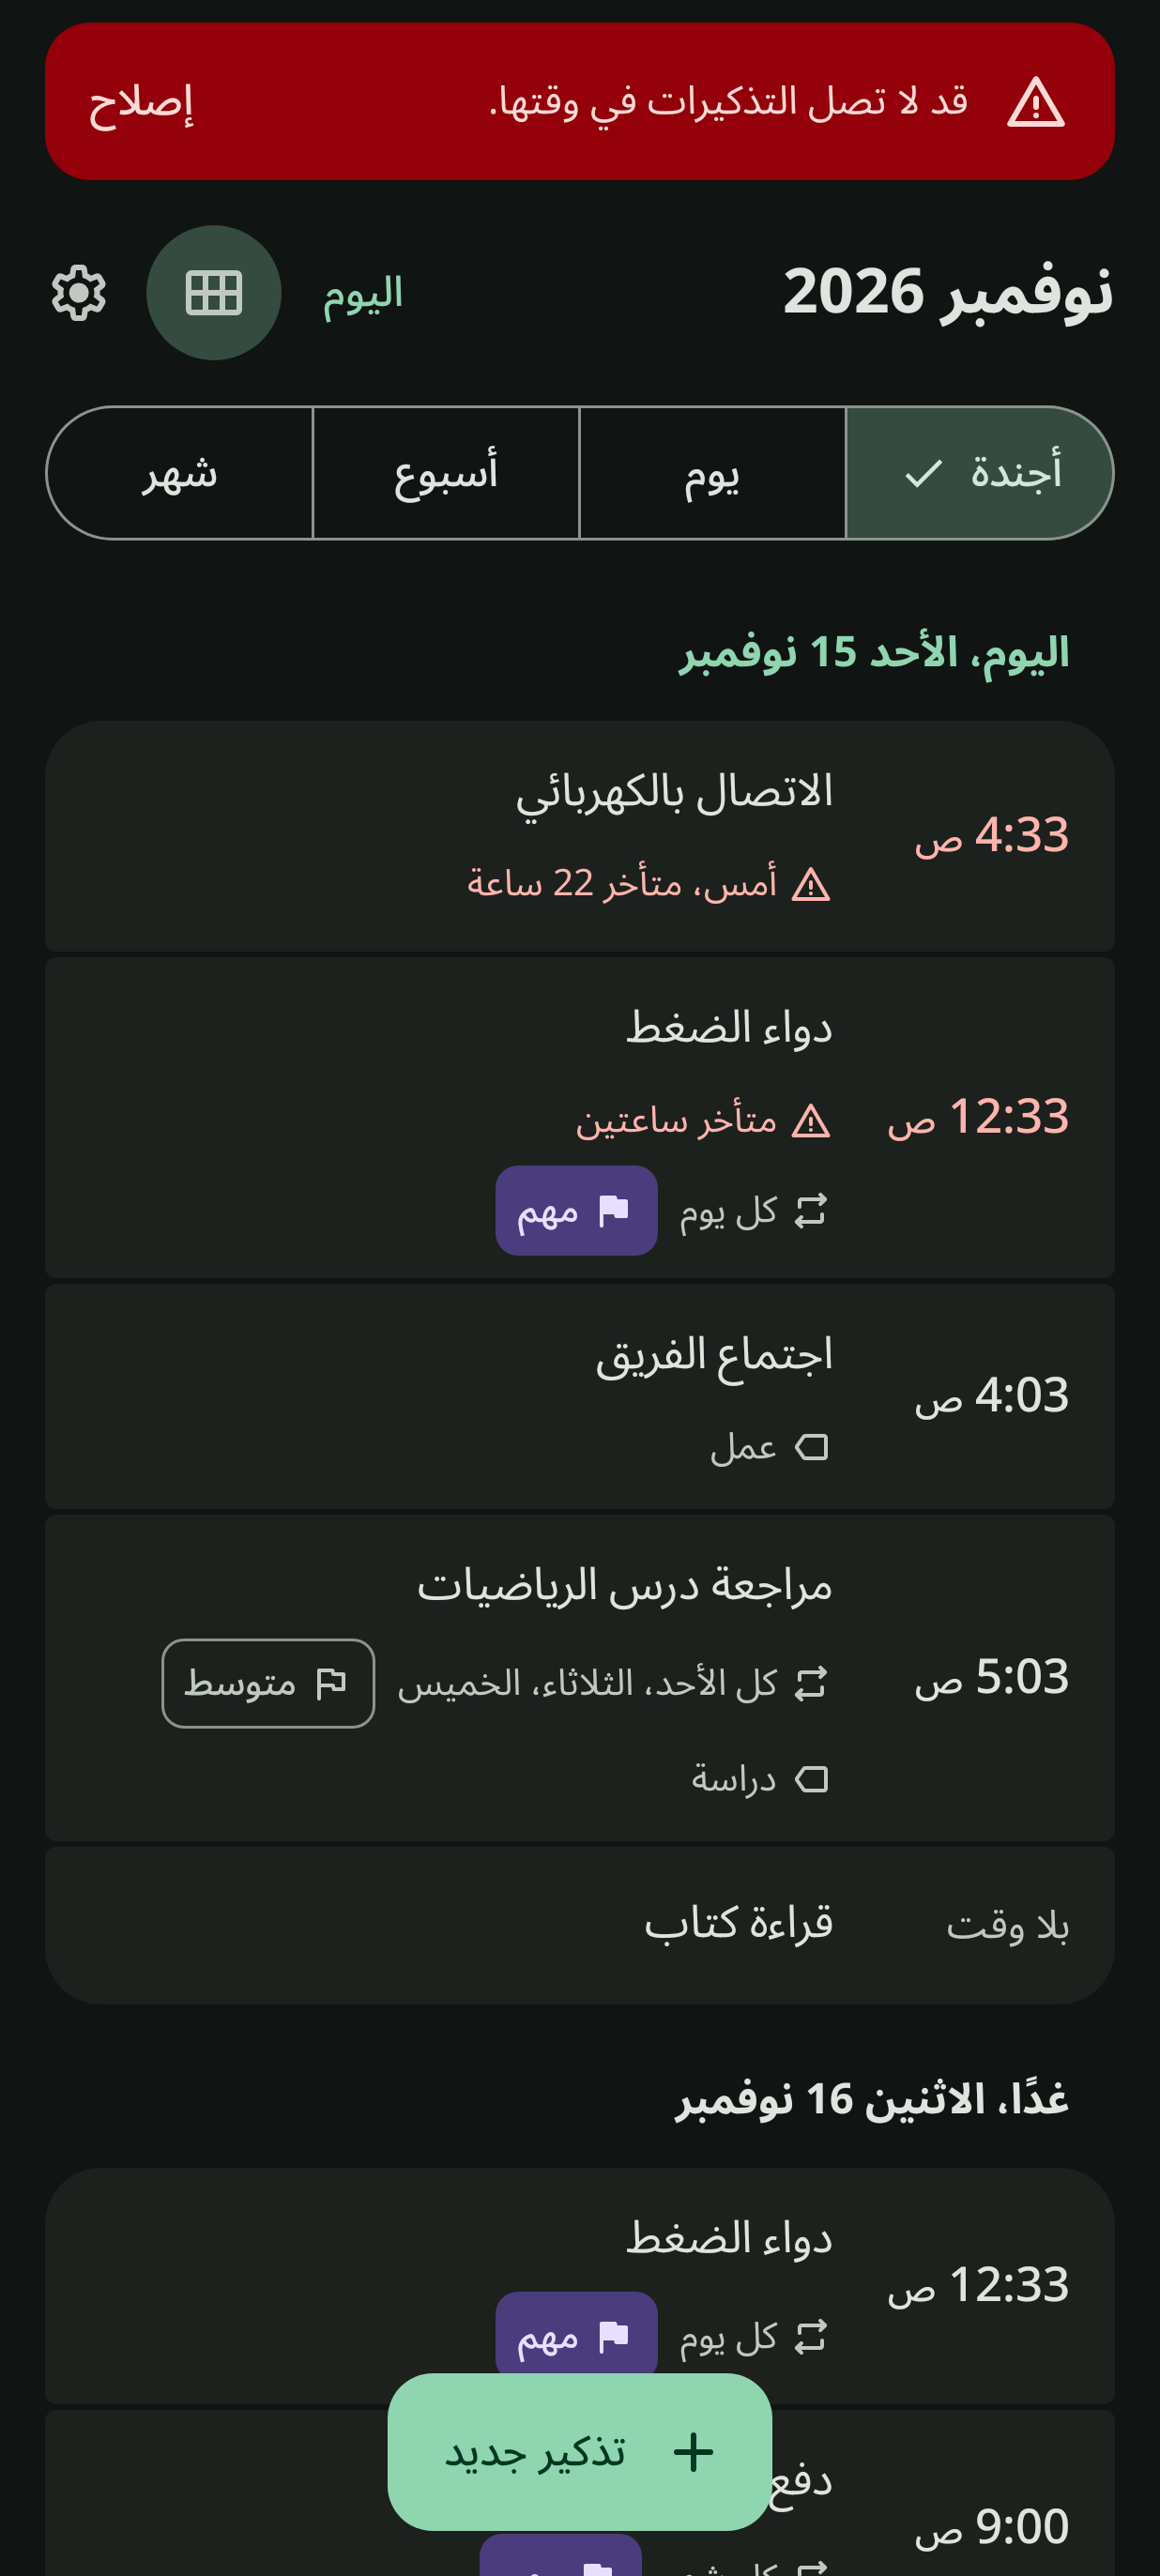 قد لا تصل التذكيرات في وقتها.
إصلاح
نوفمبر 2026
اليوم
أجندة
يوم
أسبوع
شهر
اليوم، الأحد 15 نوفمبر
4:33 ص
الاتصال بالكهربائي
أمس، متأخر 22 ساعة
12:33 ص
دواء الضغط
متأخر ساعتين
كل يوم
مهم
4:03 ص
اجتماع الفريق
عمل
5:03 ص
مراجعة درس الرياضيات
كل الأحد، الثلاثاء، الخميس
متوسط
دراسة
بلا وقت
قراءة كتاب
غدًا، الاثنين 16 نوفمبر
12:33 ص
دواء الضغط
كل يوم
مهم
9:00 ص
دفع
تذكير جديد